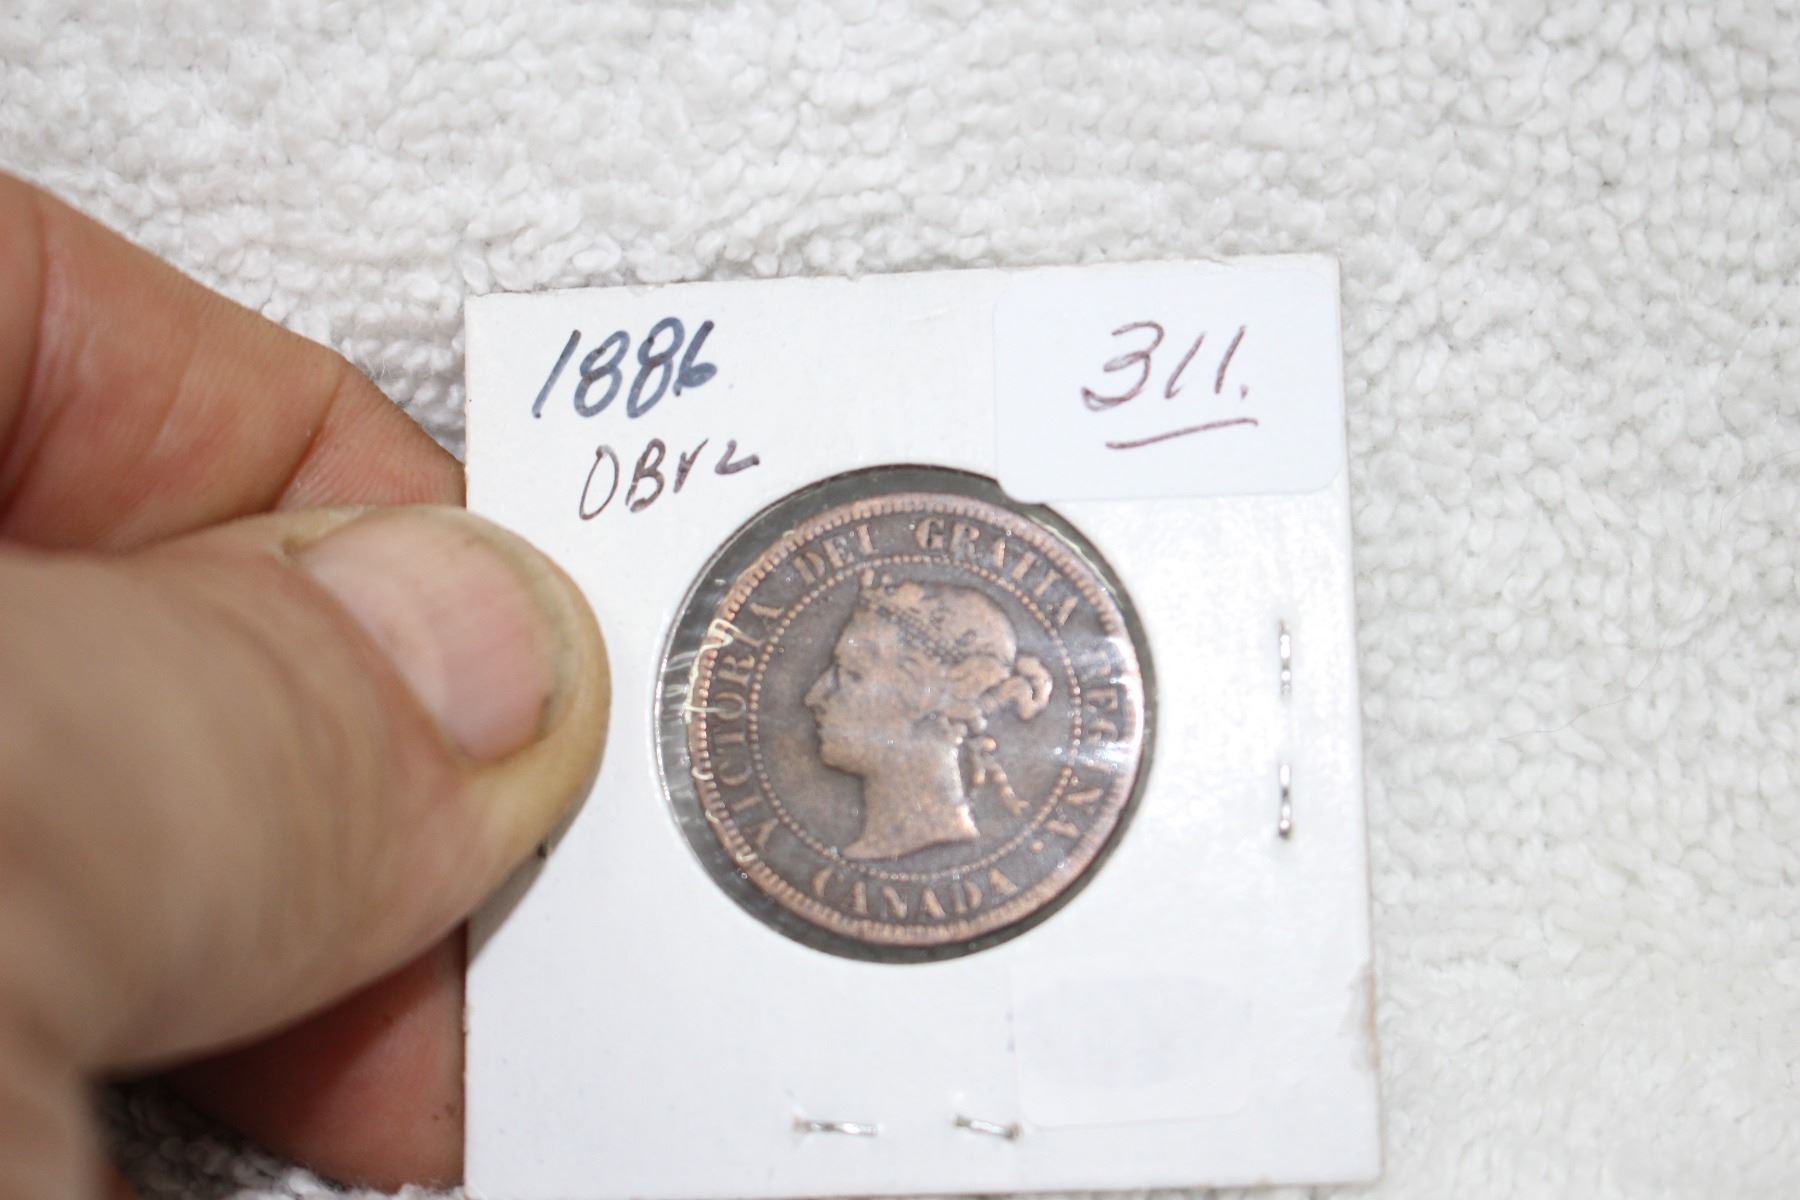 1886
OBV2
311.
VICTORIA DEI GRATIA REGINA.
CANADA